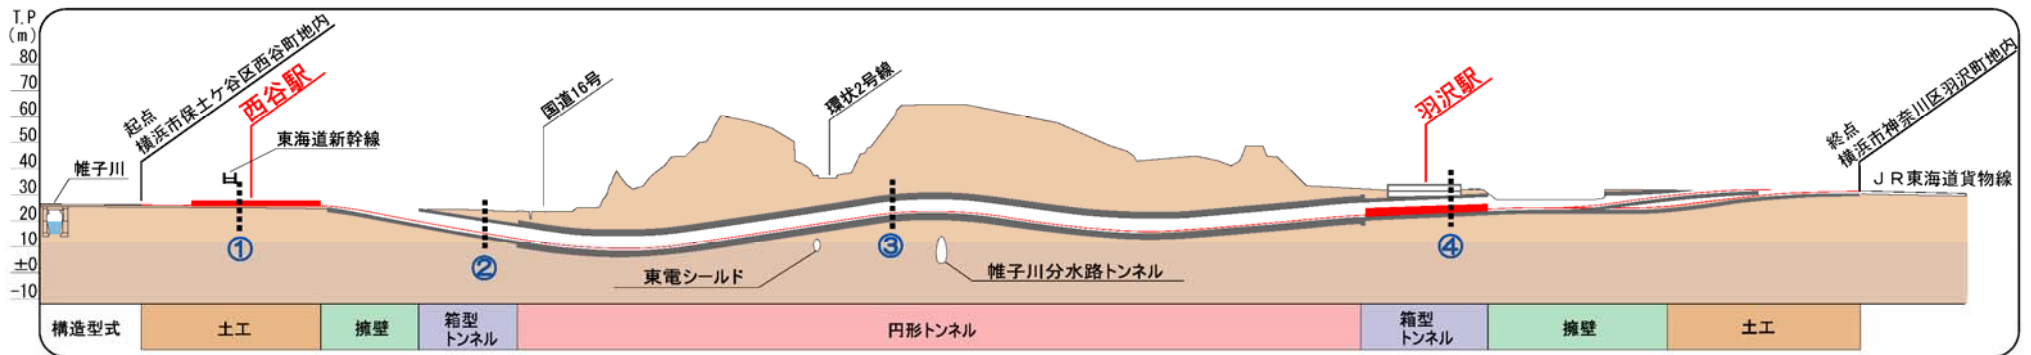 T.P
(m)
80
70
60
50
40
30
20
10
±0
-10
帷子川
起点
横浜市保土ケ谷区西谷町地内
西谷駅
東海道新幹線
国道16号
環状2号線
羽沢駅
終点
横浜市神奈川区羽沢町地内
JR東海道貨物線
①
②
③
④
東電シールド
帷子川分水路トンネル
構造型式
土工
擁壁
箱型
トンネル
円形トンネル
箱型
トンネル
擁壁
土工